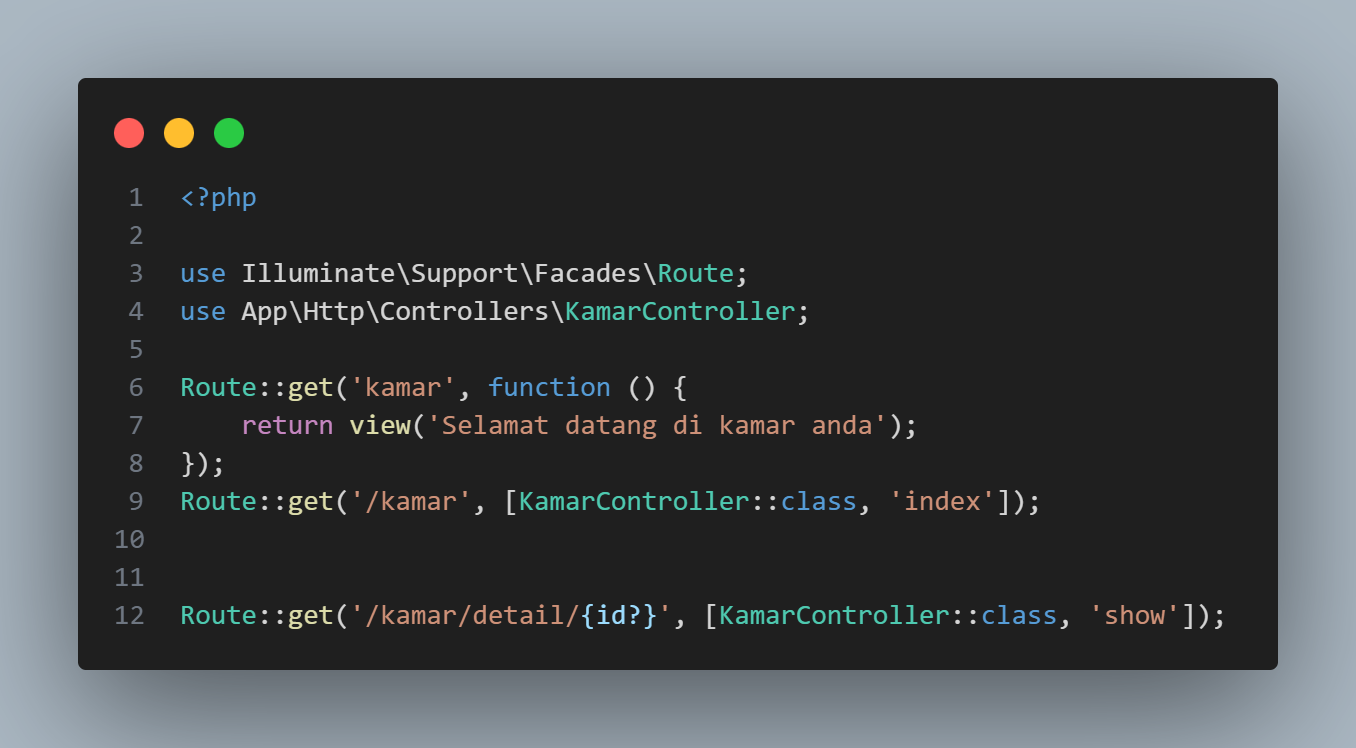 1 <?php
2
3 use Illuminate\Support\Facades\Route;
4 use App\Http\Controllers\KamarController;
5
6 Route::get('kamar', function () {
7     return view('Selamat datang di kamar anda');
8 });
9 Route::get('/kamar', [KamarController::class, 'index']);
10
11
12 Route::get('/kamar/detail/{id?}', [KamarController::class, 'show']);